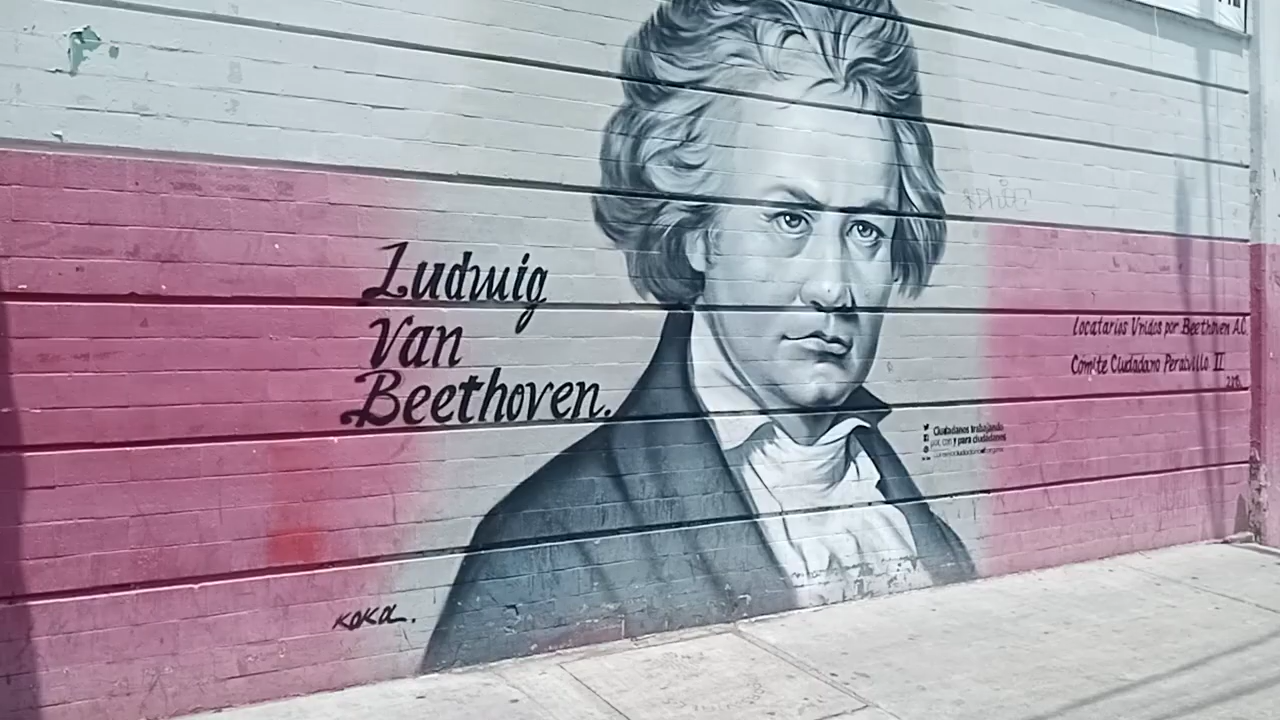 Ludwig
Van
Beethoven.
Locatarios Unidos por Beethoven A.C.
Comite Ciudadano Peralvillo II
Ciudadanos trabajando
por, con y para ciudadanos
KOKA.